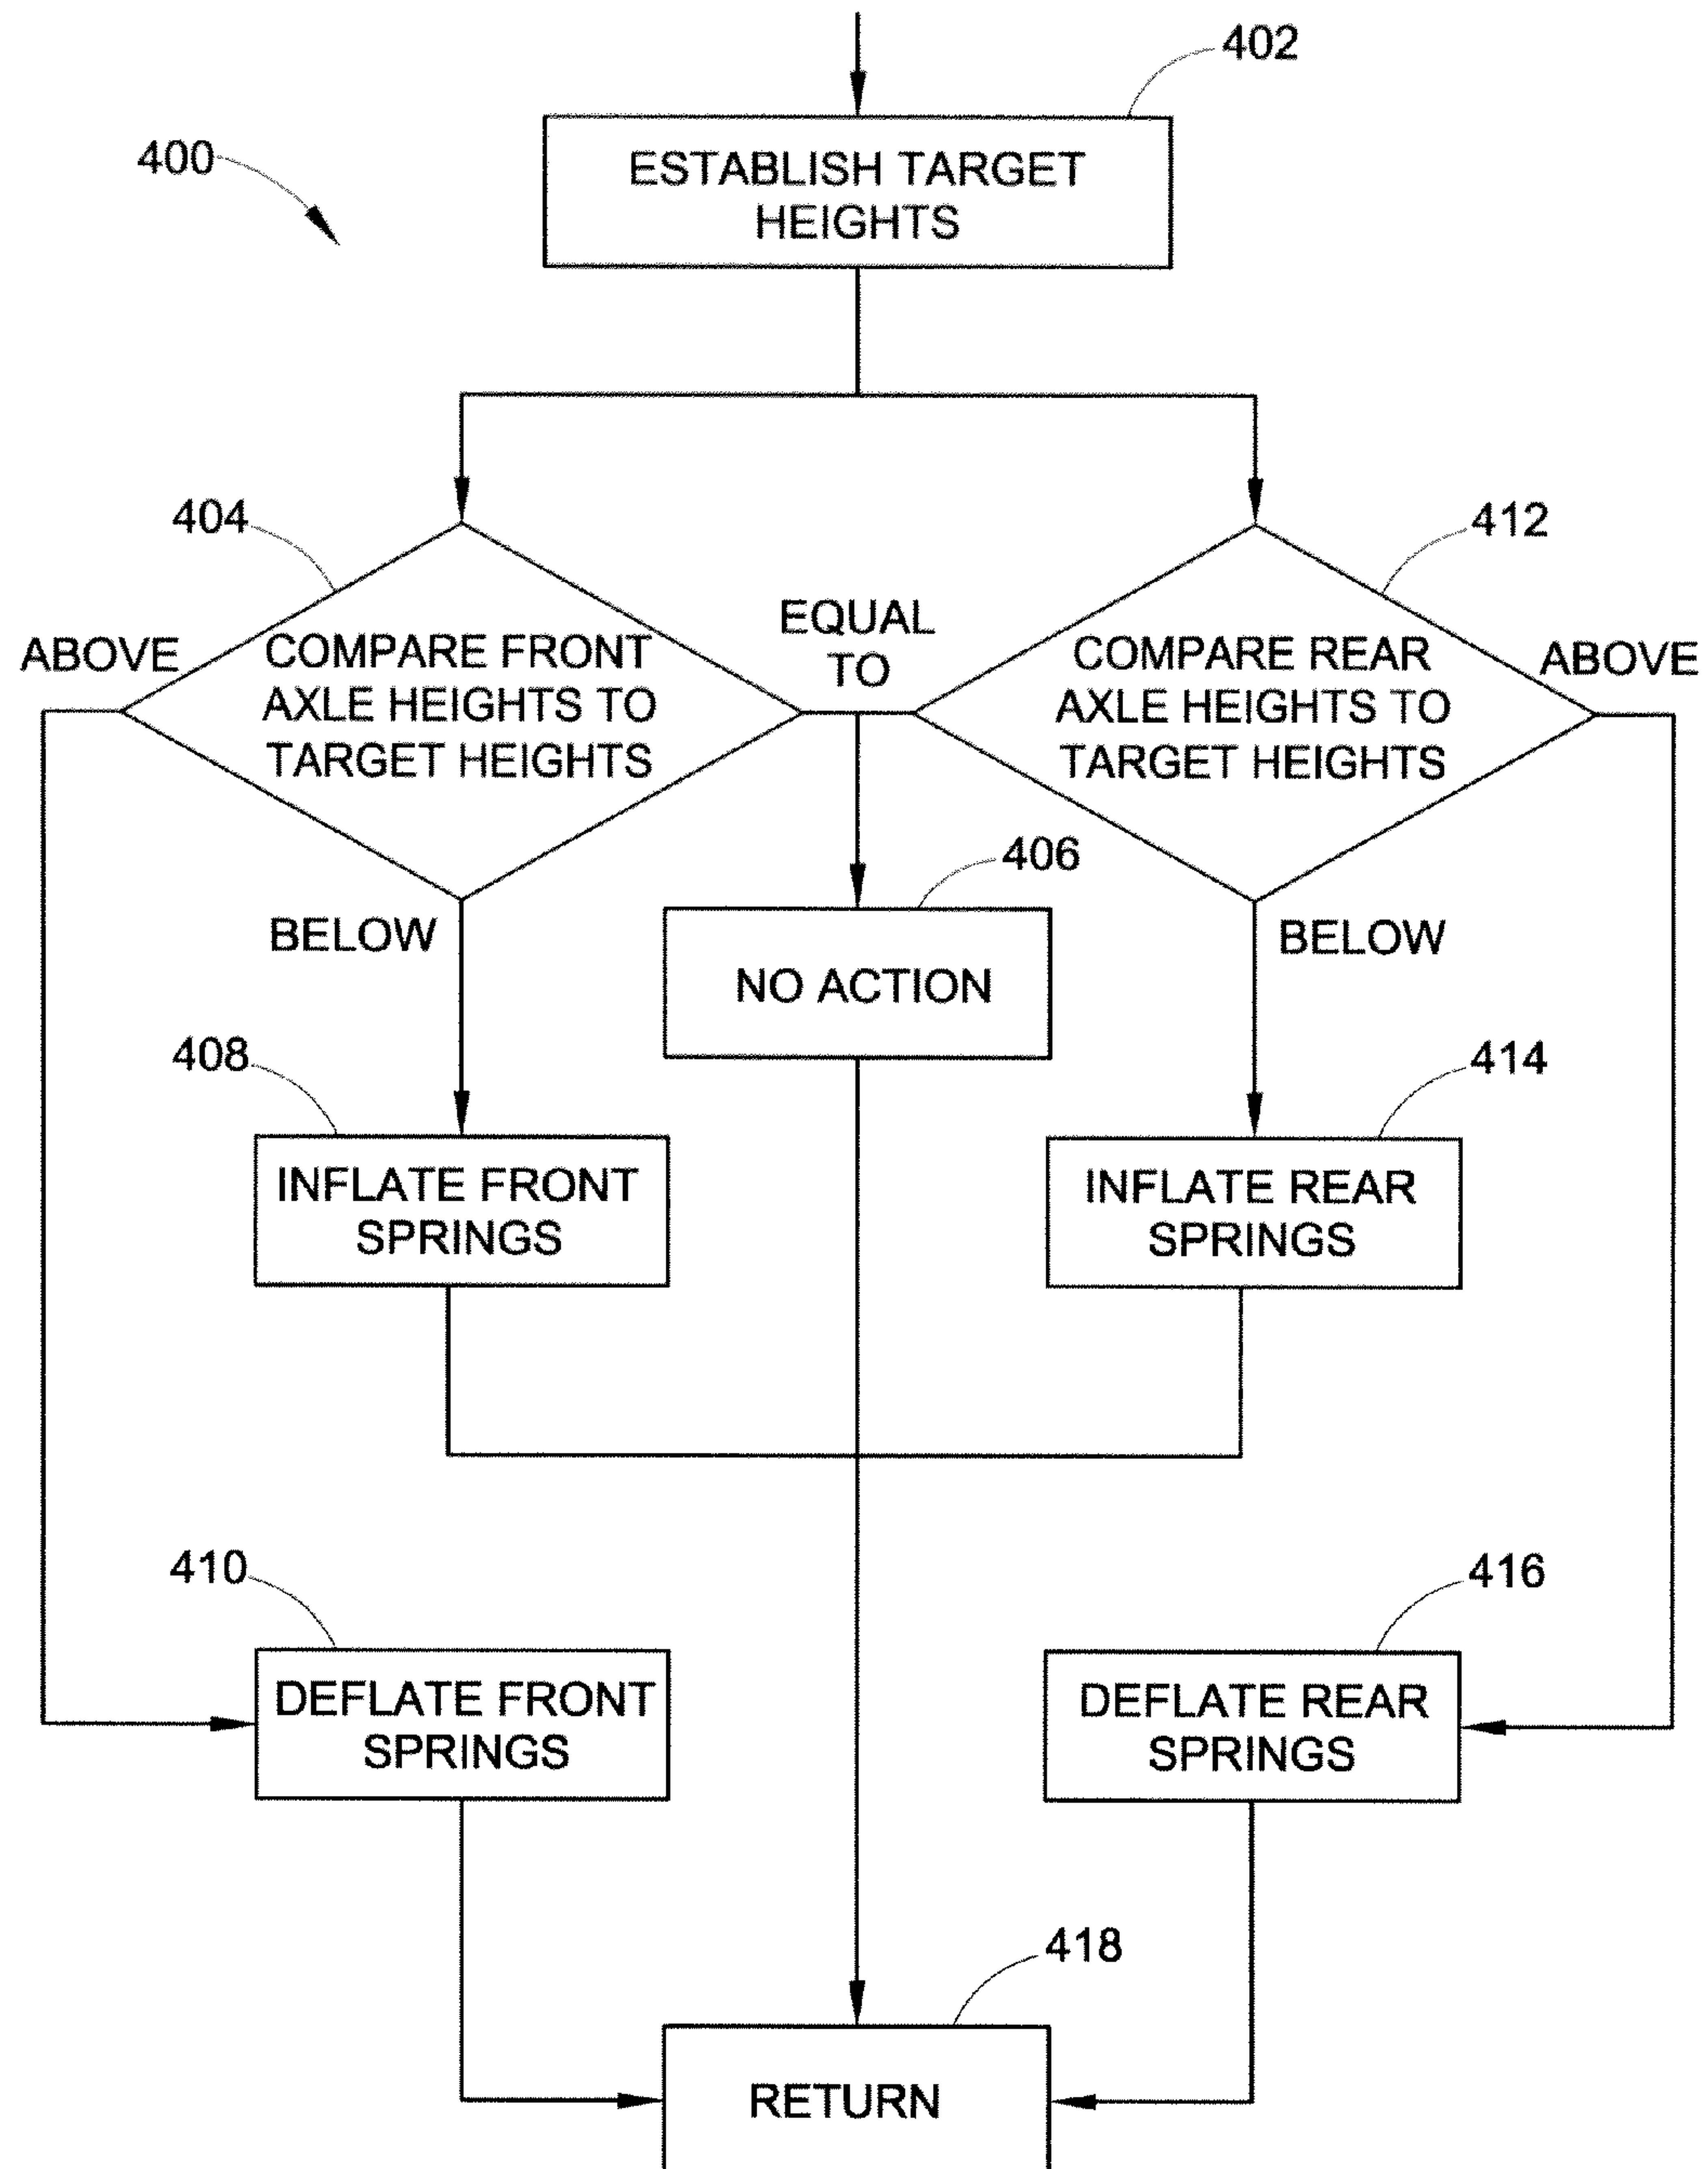 402
400
ESTABLISH TARGET
HEIGHTS
404
412
ABOVE
COMPARE FRONT
AXLE HEIGHTS TO
TARGET HEIGHTS
EQUAL
TO
COMPARE REAR
AXLE HEIGHTS TO
TARGET HEIGHTS
ABOVE
406
BELOW
NO ACTION
BELOW
408
414
INFLATE FRONT
SPRINGS
INFLATE REAR
SPRINGS
410
416
DEFLATE FRONT
SPRINGS
DEFLATE REAR
SPRINGS
418
RETURN